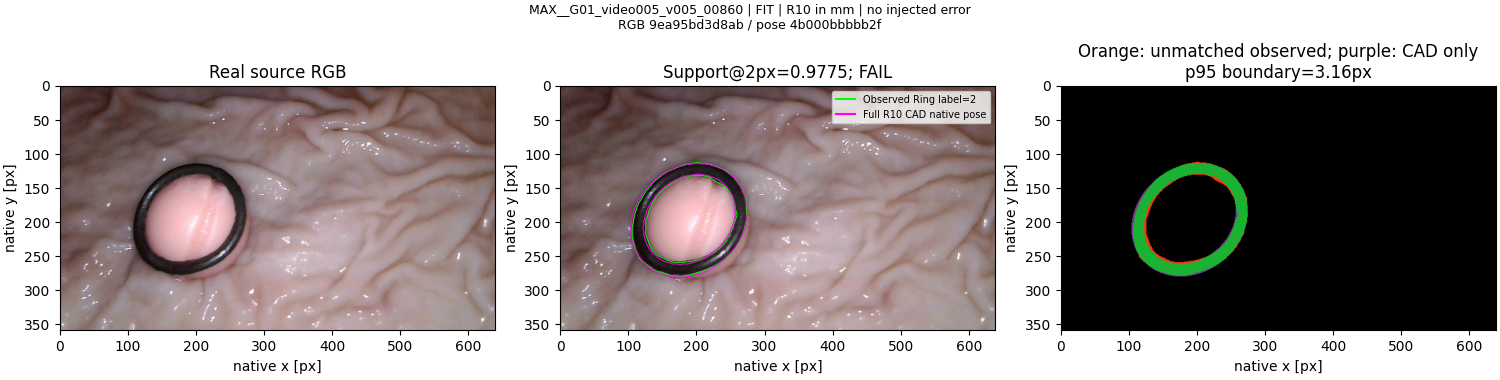 MAX__G01_video005_v005_00860 | FIT | R10 in mm | no injected error
RGB 9ea95bd3d8ab / pose 4b000bbbbb2f
Real source RGB
0
50
100
150
200
250
300
350
native y [px]
0 100 200 300 400 500 600
native x [px]
Support@2px=0.9775; FAIL
Observed Ring label=2
Full R10 CAD native pose
0
50
100
150
200
250
300
350
native y [px]
0 100 200 300 400 500 600
native x [px]
Orange: unmatched observed; purple: CAD only
p95 boundary=3.16px
0
50
100
150
200
250
300
350
native y [px]
0 100 200 300 400 500 600
native x [px]